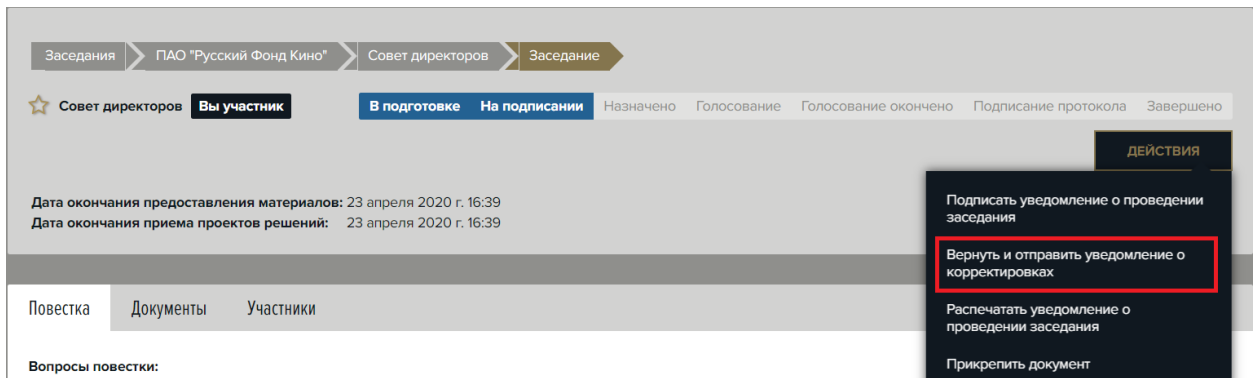 Заседания ПАО "Русский Фонд Кино" Совет директоров Заседание
Совет директоров Вы участник В подготовке На подписании Назначено Голосование Голосование окончено Подписание протокола Завершено
ДЕЙСТВИЯ
Дата окончания предоставления материалов: 23 апреля 2020 г. 16:39
Дата окончания приема проектов решений: 23 апреля 2020 г. 16:39
Подписать уведомление о проведении
заседания
Вернуть и отправить уведомление о
корректировках
Распечатать уведомление о
проведении заседания
Прикрепить документ
Повестка Документы Участники
Вопросы повестки: